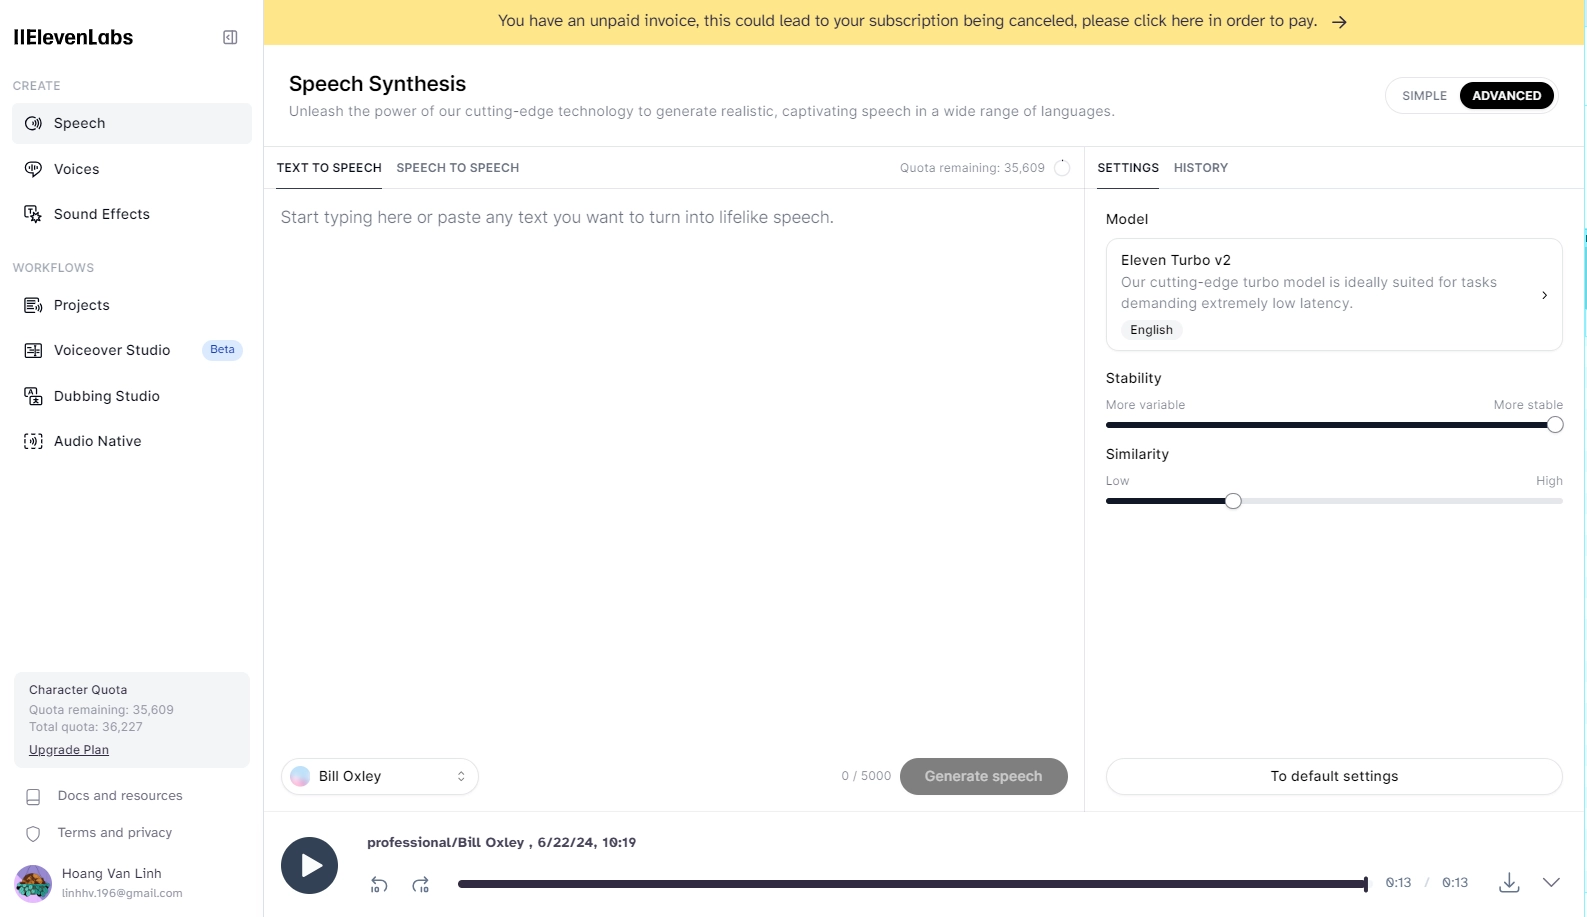 You have an unpaid invoice, this could lead to your subscription being canceled, please click here in order to pay. →
IIElevenLabs
CREATE
Speech
Voices
Sound Effects
WORKFLOWS
Projects
Voiceover Studio
Beta
Dubbing Studio
Audio Native
Character Quota
Quota remaining: 35,609
Total quota: 36,227
Upgrade Plan
Docs and resources
Terms and privacy
Hoang Van Linh
linhhv.196@gmail.com
Speech Synthesis
Unleash the power of our cutting-edge technology to generate realistic, captivating speech in a wide range of languages.
SIMPLE
ADVANCED
TEXT TO SPEECH
SPEECH TO SPEECH
Quota remaining: 35,609
Start typing here or paste any text you want to turn into lifelike speech.
Bill Oxley
0 / 5000
Generate speech
SETTINGS
HISTORY
Model
Eleven Turbo v2
Our cutting-edge turbo model is ideally suited for tasks
demanding extremely low latency.
English
Stability
More variable
More stable
Similarity
Low
High
To default settings
professional/Bill Oxley , 6/22/24, 10:19
10
10
0:13 / 0:13